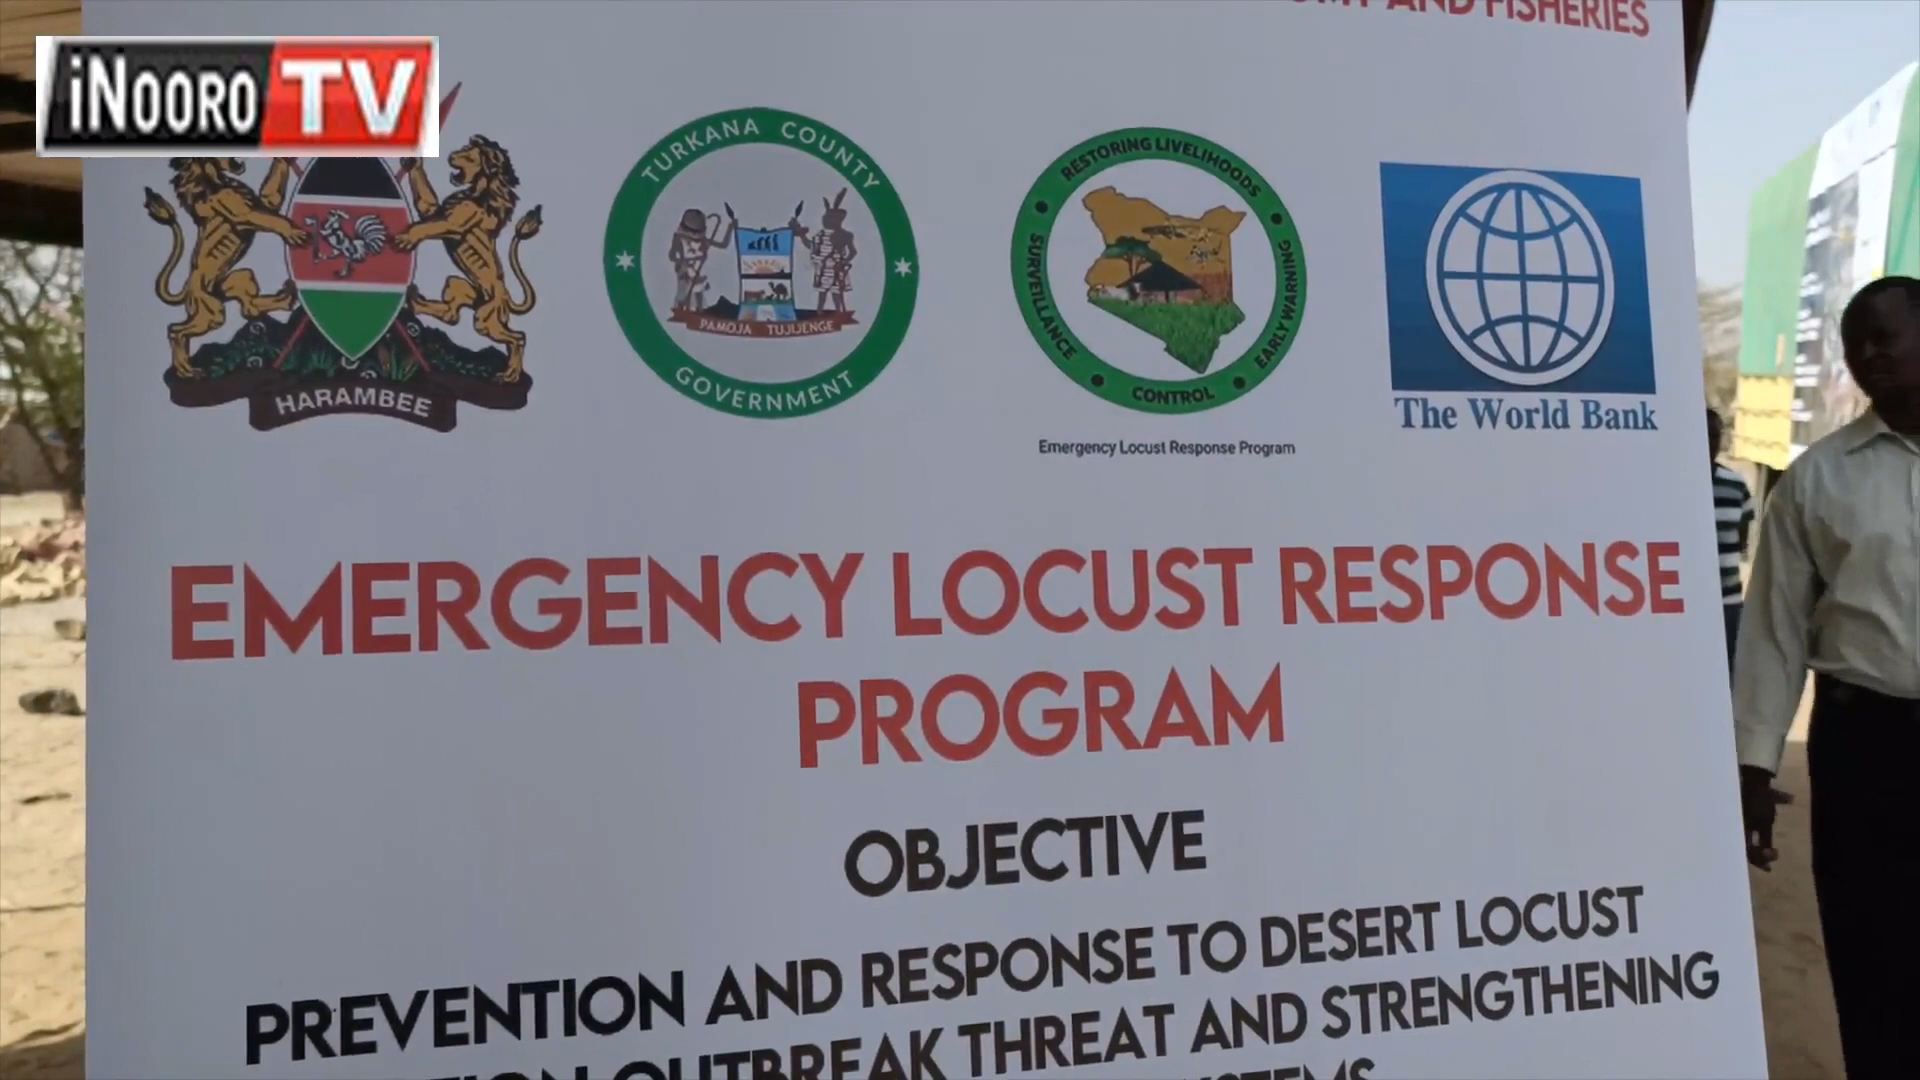 AND FISHERIES
iNOORO TV
TURKANA COUNTY
GOVERNMENT
PAMOJA TUJIJENGE
RESTORING LIVELIHOODS
SURVEILLANCE
EARLY WARNING
CONTROL
HARAMBEE
The World Bank
Emergency Locust Response Program
EMERGENCY LOCUST RESPONSE
PROGRAM
OBJECTIVE
PREVENTION AND RESPONSE TO DESERT LOCUST
OUTBREAK THREAT AND STRENGTHENING